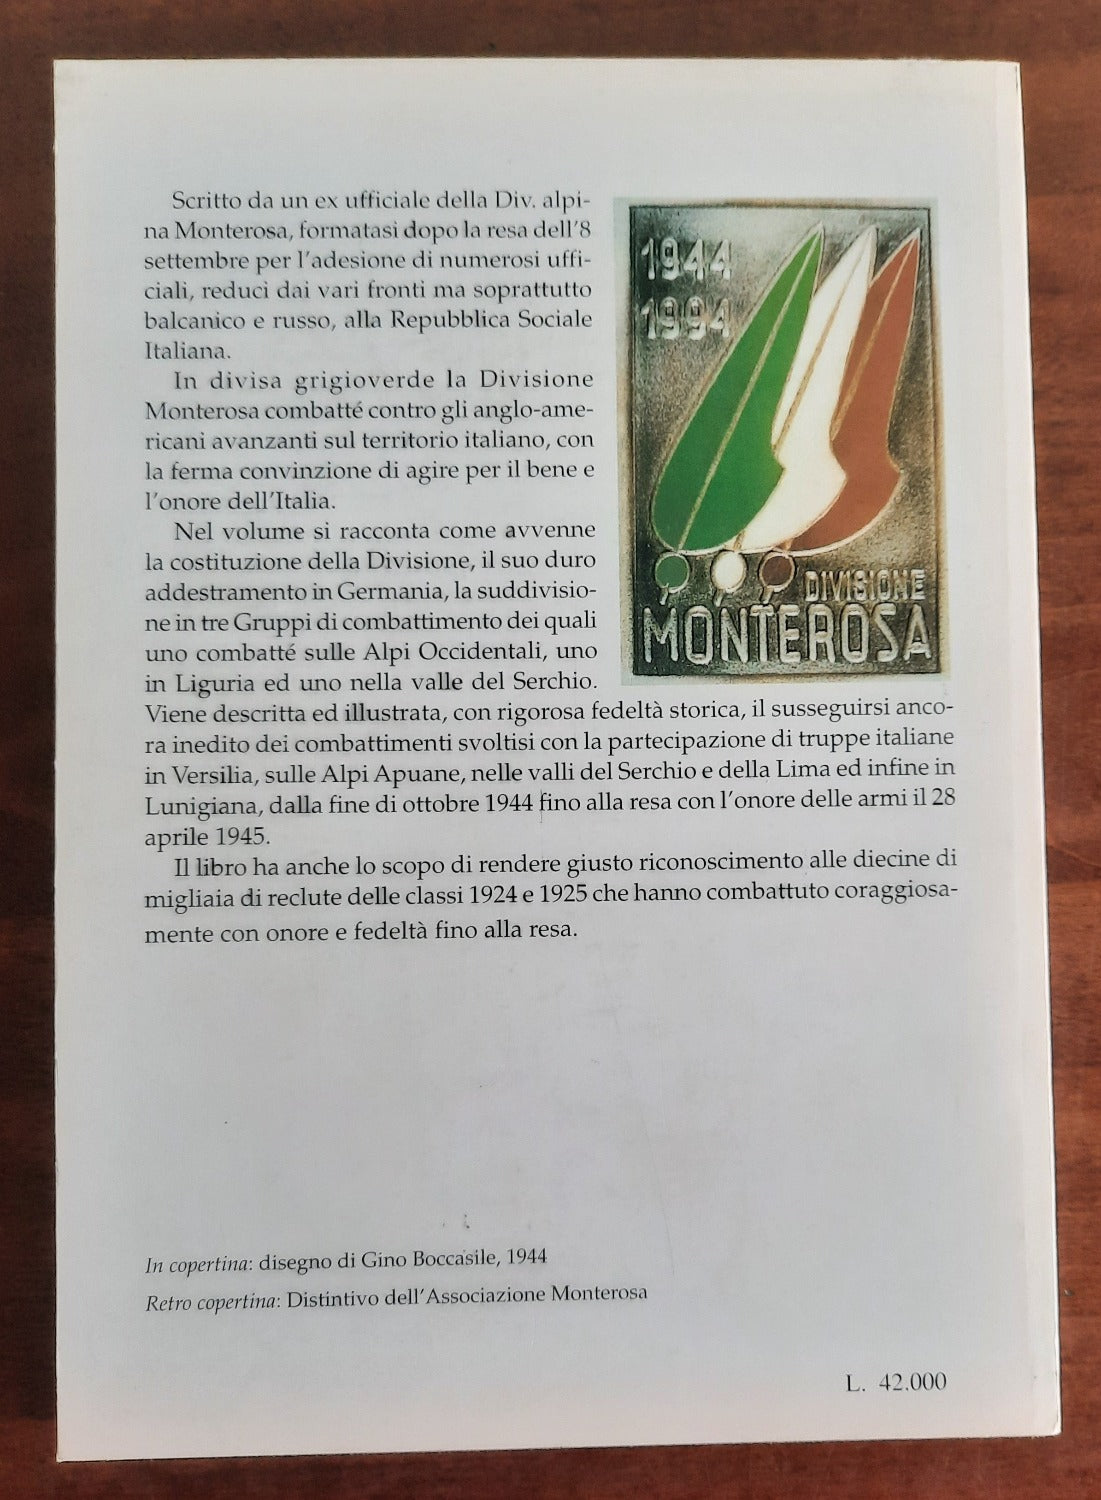 Scritto da un ex ufficiale della Div. alpi-
na Monterosa, formatasi dopo la resa dell'8
settembre per l'adesione di numerosi uffi-
ciali, reduci dai vari fronti ma soprattutto
balcanico e russo, alla Repubblica Sociale
Italiana.
In divisa grigioverde la Divisione
Monterosa combatté contro gli anglo-ame-
ricani avanzanti sul territorio italiano, con
la ferma convinzione di agire per il bene e
l'onore dell'Italia.
Nel volume si racconta come avvenne
la costituzione della Divisione, il suo duro
addestramento in Germania, la suddivisio-
ne in tre Gruppi di combattimento dei quali
uno combatté sulle Alpi Occidentali, uno
in Liguria ed uno nella valle del Serchio.
Viene descritta ed illustrata, con rigorosa fedeltà storica, il susseguirsi anco-
ra inedito dei combattimenti svoltisi con la partecipazione di truppe italiane
in Versilia, sulle Alpi Apuane, nelle valli del Serchio e della Lima ed infine in
Lunigiana, dalla fine di ottobre 1944 fino alla resa con l'onore delle armi il 28
aprile 1945.
Il libro ha anche lo scopo di rendere giusto riconoscimento alle diecine di
migliaia di reclute delle classi 1924 e 1925 che hanno combattuto coraggiosa-
mente con onore e fedeltà fino alla resa.
1944
1994
DIVISIONE
MONTEROSA
In copertina: disegno di Gino Boccasile, 1944
Retro copertina: Distintivo dell'Associazione Monterosa
L. 42.000